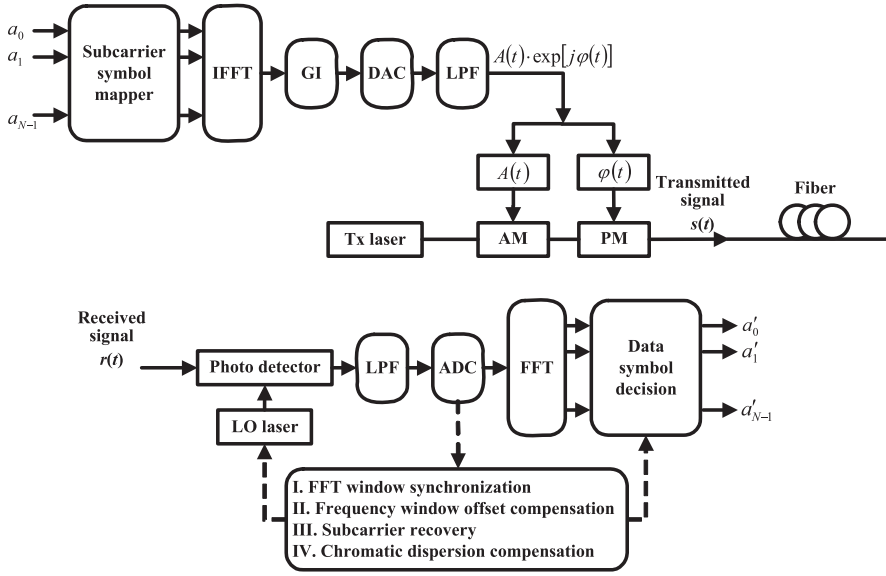 a₀
a₁
a_{N-1}
Subcarrier
symbol
mapper
IFFT
GI
DAC
LPF
A(t)·exp[jφ(t)]
A(t)
φ(t)
Tx laser
AM
PM
Transmitted
signal
s(t)
Fiber
Received
signal
r(t)
Photo detector
LO laser
LPF
ADC
FFT
Data
symbol
decision
a′₀
a′₁
a′_{N-1}
I. FFT window synchronization
II. Frequency window offset compensation
III. Subcarrier recovery
IV. Chromatic dispersion compensation